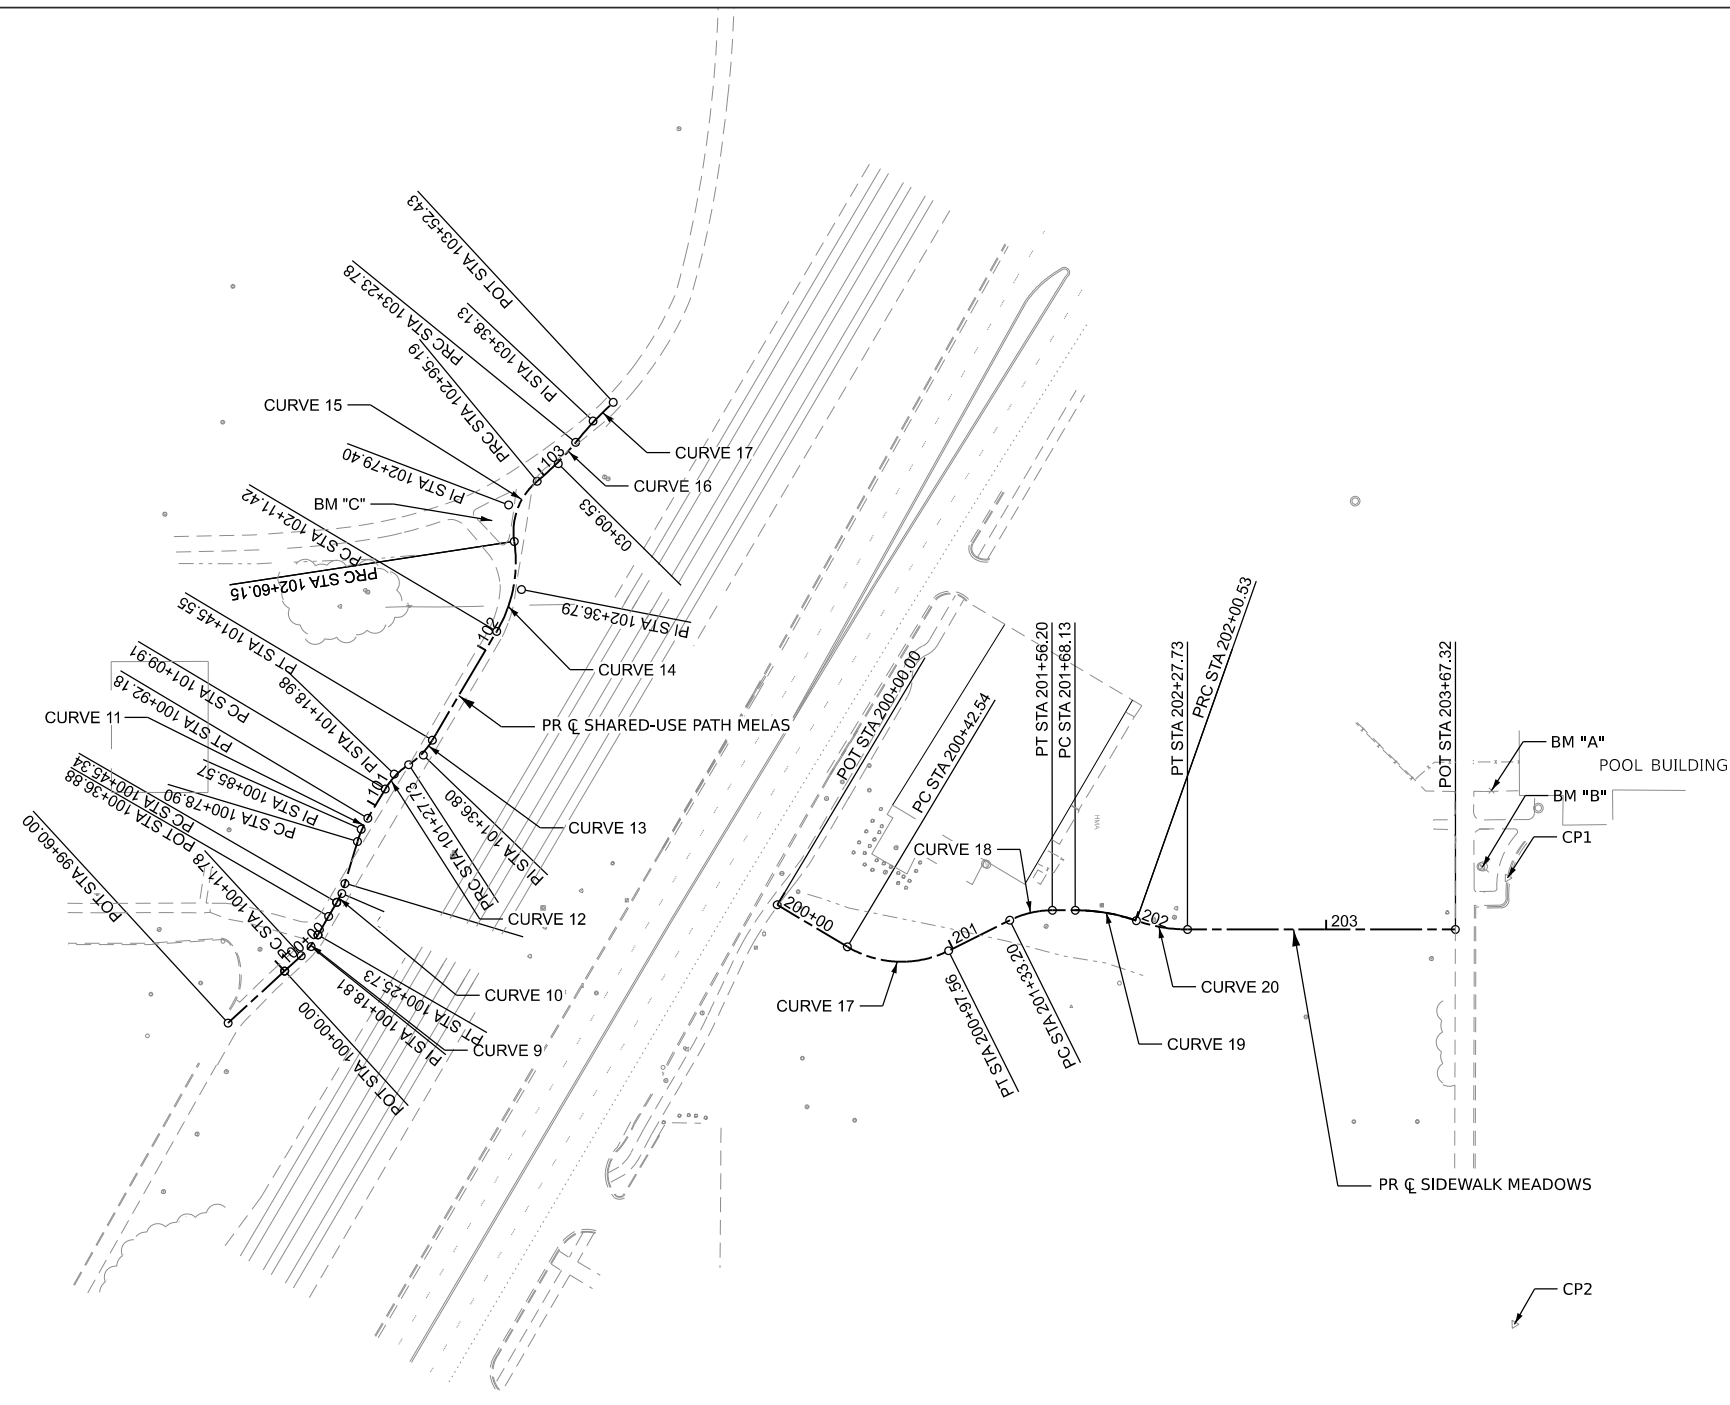 POT STA 103+52.43
PRC STA 103+23.78
PI STA 103+38.13
PRC STA 102+95.19
CURVE 15
CURVE 17
103
CURVE 16
PI STA 102+79.40
BM "C"
03+09.53
PC STA 102+11.42
PRC STA 102+60.15
PI STA 102+36.79
102
CURVE 14
PT STA 101+45.55
PR ℄ SHARED-USE PATH MELAS
PC STA 101+09.91
PI STA 101+18.98
PT STA 100+92.18
CURVE 11
PI STA 100+85.57
PC STA 100+78.90
101
PRC STA 101+27.73
PI STA 101+36.80
CURVE 13
CURVE 12
PC STA 100+45.34
POT STA 100+36.88
POT STA 99+60.00
PC STA 100+11.78
100+00
CURVE 10
PT STA 100+25.73
PI STA 100+18.81
CURVE 9
POT STA 100+00.00
POT STA 200+00.00
PC STA 200+42.54
PT STA 201+56.20
PC STA 201+68.13
PRC STA 202+00.53
PT STA 202+27.73
POT STA 203+67.32
BM "A"
POOL BUILDING
BM "B"
CP1
HMA
CURVE 18
200+00
201
202
203
CURVE 17
PT STA 200+97.56
PC STA 201+33.20
CURVE 20
CURVE 19
PR ℄ SIDEWALK MEADOWS
CP2